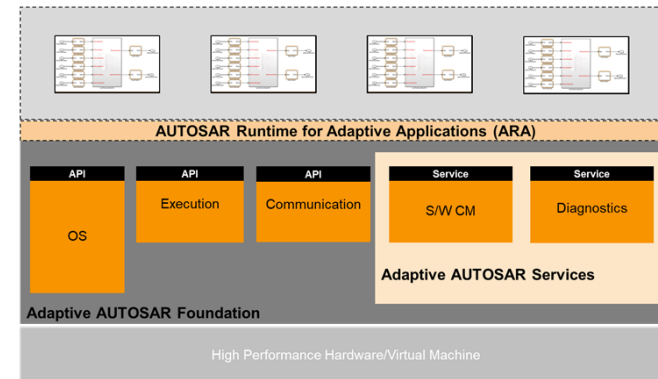 AUTOSAR Runtime for Adaptive Applications (ARA)
API
API
API
Service
Service
OS
Execution
Communication
S/W CM
Diagnostics
Adaptive AUTOSAR Services
Adaptive AUTOSAR Foundation
High Performance Hardware/Virtual Machine